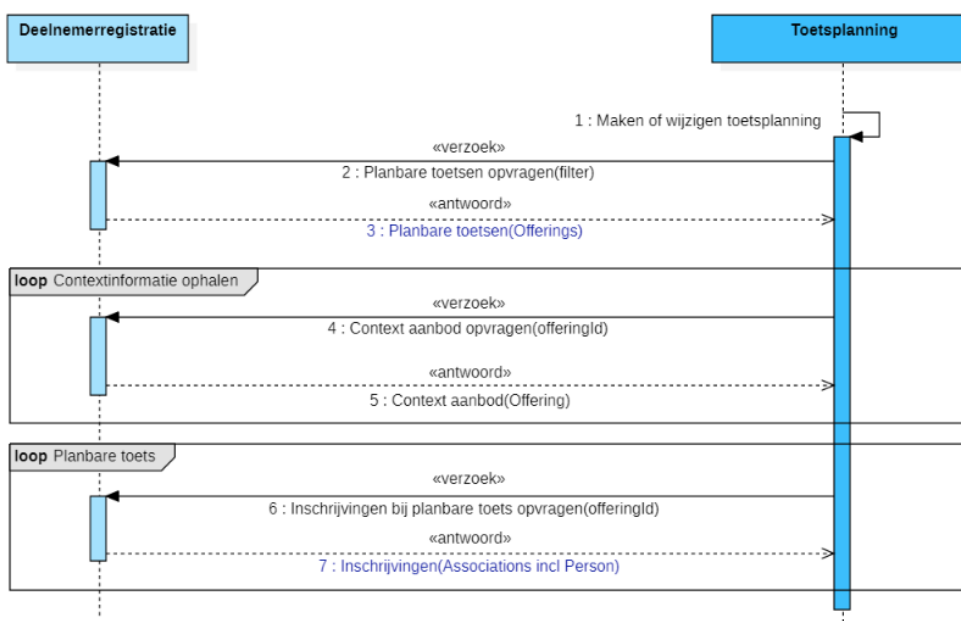 Deelnemerregistratie
Toetsplanning
1 : Maken of wijzigen toetsplanning
«verzoek»
2 : Planbare toetsen opvragen(filter)
«antwoord»
3 : Planbare toetsen(Offerings)
loop Contextinformatie ophalen
«verzoek»
4 : Context aanbod opvragen(offeringId)
«antwoord»
5 : Context aanbod(Offering)
loop Planbare toets
«verzoek»
6 : Inschrijvingen bij planbare toets opvragen(offeringId)
«antwoord»
7 : Inschrijvingen(Associations incl Person)